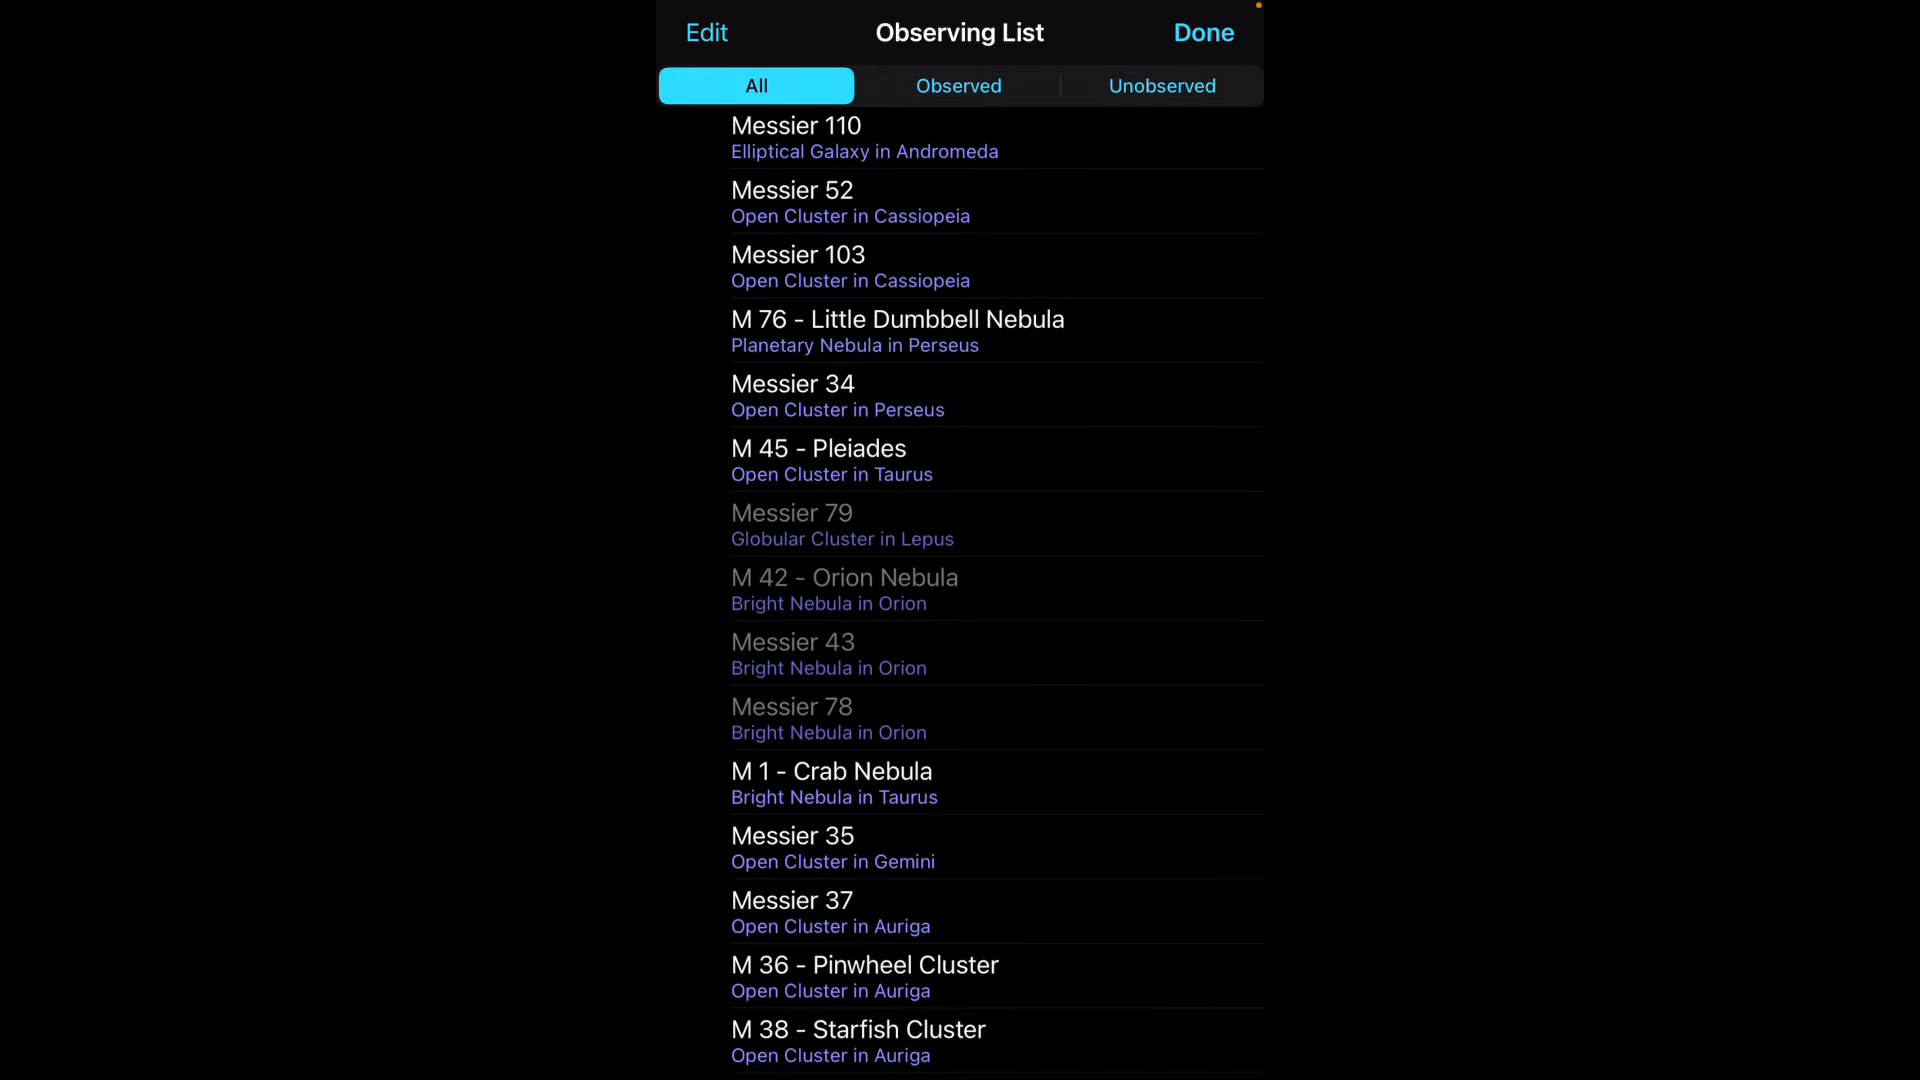 Edit Observing List Done
All Observed Unobserved
Messier 110
Elliptical Galaxy in Andromeda
Messier 52
Open Cluster in Cassiopeia
Messier 103
Open Cluster in Cassiopeia
M 76 - Little Dumbbell Nebula
Planetary Nebula in Perseus
Messier 34
Open Cluster in Perseus
M 45 - Pleiades
Open Cluster in Taurus
Messier 79
Globular Cluster in Lepus
M 42 - Orion Nebula
Bright Nebula in Orion
Messier 43
Bright Nebula in Orion
Messier 78
Bright Nebula in Orion
M 1 - Crab Nebula
Bright Nebula in Taurus
Messier 35
Open Cluster in Gemini
Messier 37
Open Cluster in Auriga
M 36 - Pinwheel Cluster
Open Cluster in Auriga
M 38 - Starfish Cluster
Open Cluster in Auriga